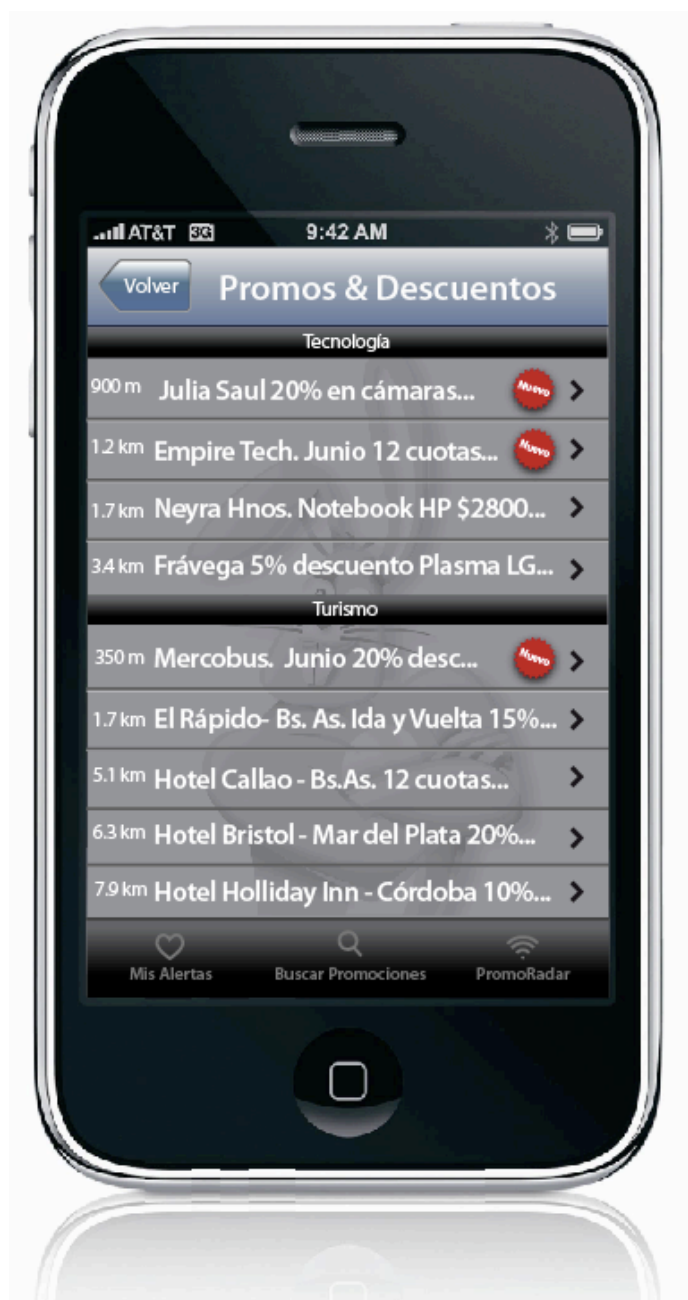 AT&T 3G 9:42 AM
Volver Promos & Descuentos
Tecnología
900 m Julia Saul 20% en cámaras... Nuevo
1.2 km Empire Tech. Junio 12 cuotas... Nuevo
1.7 km Neyra Hnos. Notebook HP $2800...
3.4 km Frávega 5% descuento Plasma LG...
Turismo
350 m Mercobus. Junio 20% desc... Nuevo
1.7 km El Rápido- Bs. As. Ida y Vuelta 15%...
5.1 km Hotel Callao - Bs.As. 12 cuotas...
6.3 km Hotel Bristol - Mar del Plata 20%...
7.9 km Hotel Holliday Inn - Córdoba 10%...
Mis Alertas Buscar Promociones PromoRadar